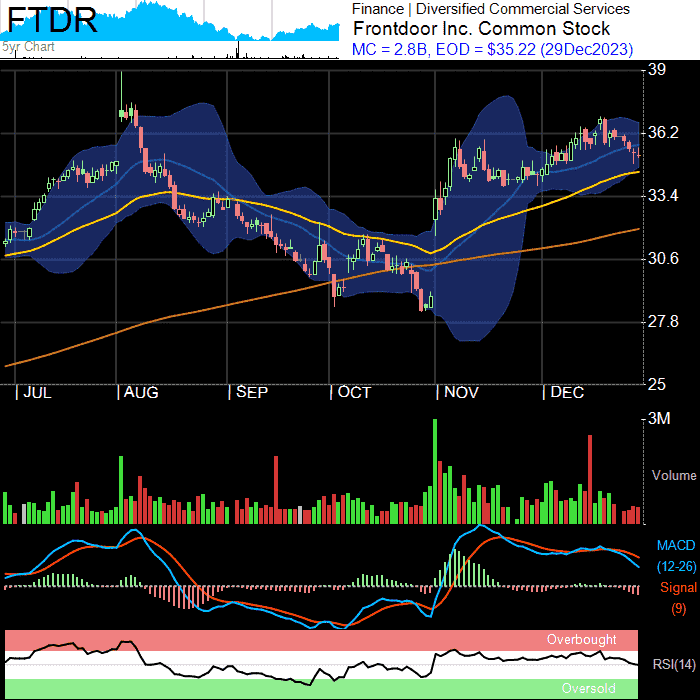 FTDR
5yr Chart
Finance | Diversified Commercial Services
Frontdoor Inc. Common Stock
MC = 2.8B, EOD = $35.22 (29Dec2023)
39
36.2
33.4
30.6
27.8
25
| JUL | AUG | SEP | OCT | NOV | DEC
3M
Volume
MACD
(12-26)
Signal
(9)
Overbought
RSI(14)
Oversold